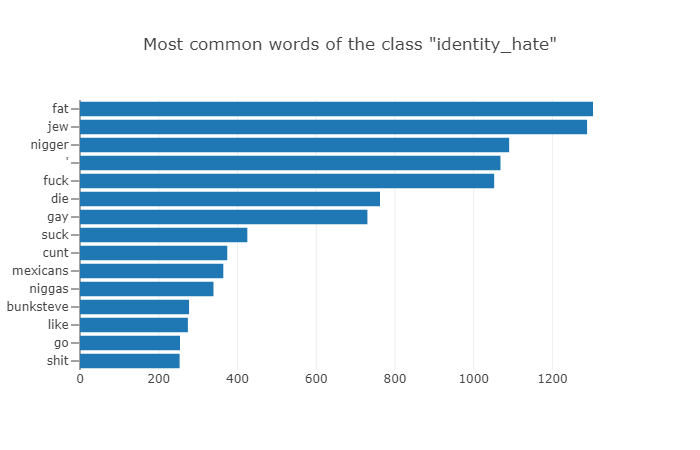 Most common words of the class "identity_hate"
fat
jew
nigger
'
fuck
die
gay
suck
cunt
mexicans
niggas
bunksteve
like
go
shit
0 200 400 600 800 1000 1200